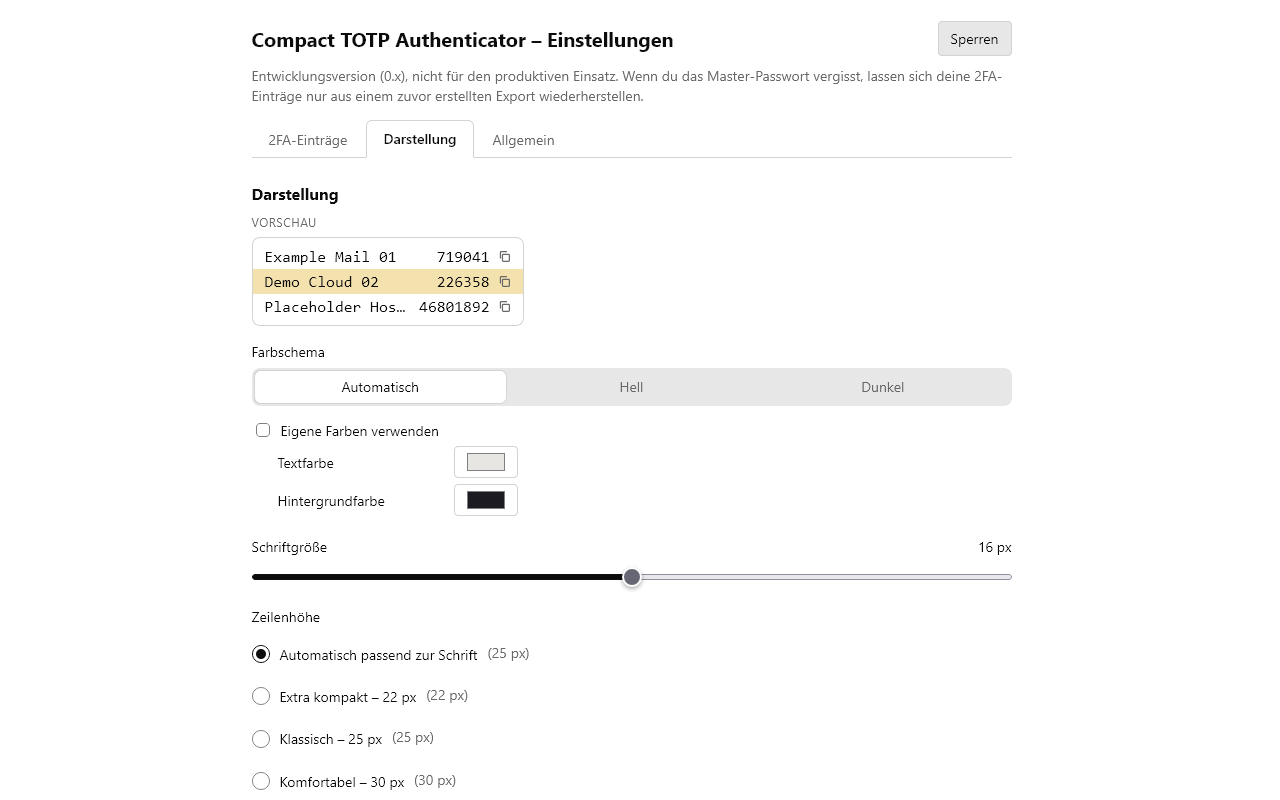 Compact TOTP Authenticator – Einstellungen
Sperren
Entwicklungsversion (0.x), nicht für den produktiven Einsatz. Wenn du das Master-Passwort vergisst, lassen sich deine 2FA-
Einträge nur aus einem zuvor erstellten Export wiederherstellen.
2FA-Einträge
Darstellung
Allgemein
Darstellung
VORSCHAU
Example Mail 01 719041
Demo Cloud 02 226358
Placeholder Hos… 46801892
Farbschema
Automatisch
Hell
Dunkel
Eigene Farben verwenden
Textfarbe
Hintergrundfarbe
Schriftgröße 16 px
Zeilenhöhe
Automatisch passend zur Schrift (25 px)
Extra kompakt – 22 px (22 px)
Klassisch – 25 px (25 px)
Komfortabel – 30 px (30 px)